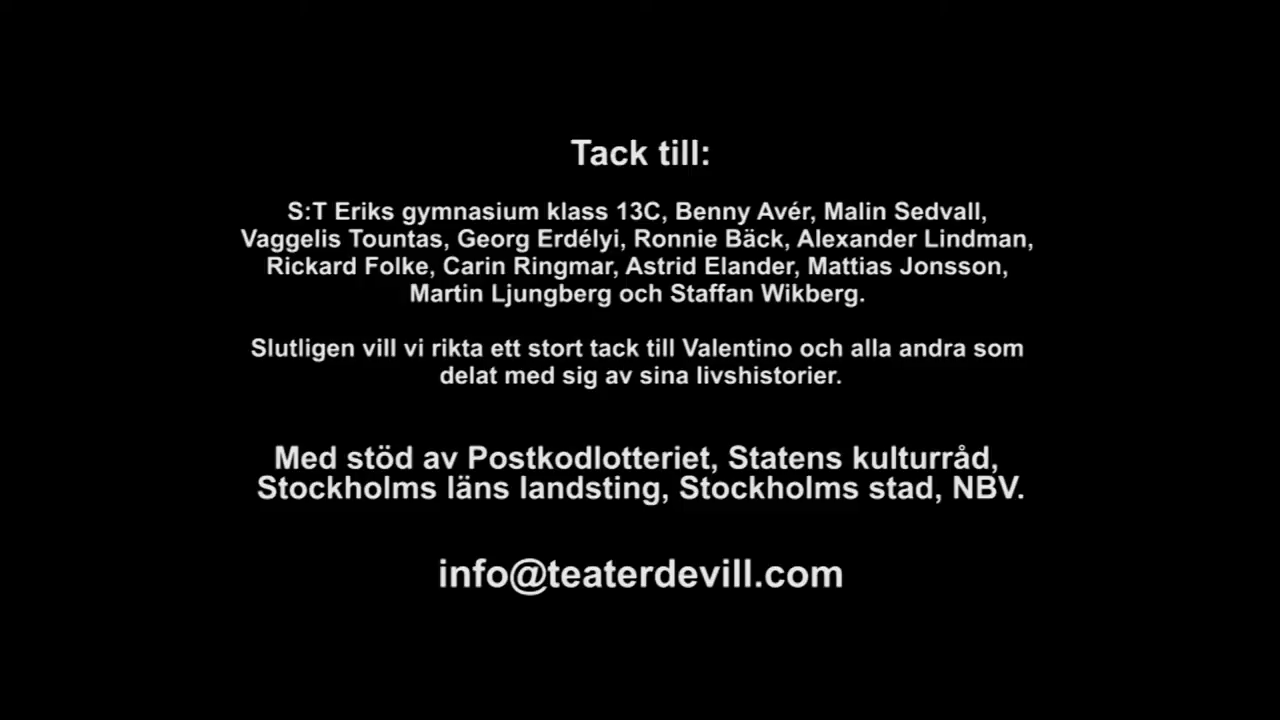 Tack till:
S:T Eriks gymnasium klass 13C, Benny Avér, Malin Sedvall,
Vaggelis Tountas, Georg Erdélyi, Ronnie Bäck, Alexander Lindman,
Rickard Folke, Carin Ringmar, Astrid Elander, Mattias Jonsson,
Martin Ljungberg och Staffan Wikberg.
Slutligen vill vi rikta ett stort tack till Valentino och alla andra som
delat med sig av sina livshistorier.
Med stöd av Postkodlotteriet, Statens kulturråd,
Stockholms läns landsting, Stockholms stad, NBV.
info@teaterdevill.com